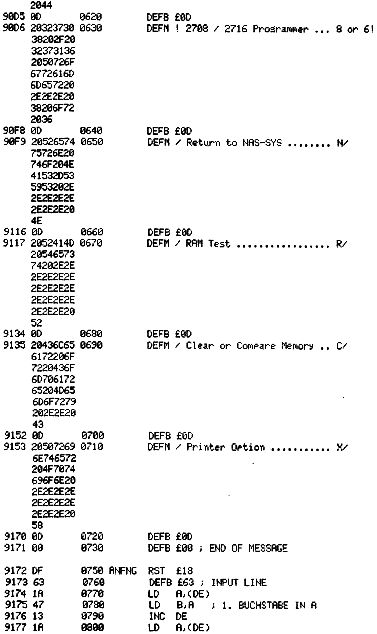 2044
90D5 0D 0620 DEFB £0D
90D6 20323730 0630 DEFM ! 2708 / 2716 Programmer ... 8 or 6!
38202F20
32373136
2050726F
6772616D
6D657220
2E2E2E20
38206F72
2036
90F8 0D 0640 DEFB £0D
90F9 20526574 0650 DEFM / Return to NAS-SYS ........ N/
75726E20
746F204E
41532D53
5953202E
2E2E2E2E
2E2E2E20
4E
9116 0D 0660 DEFB £0D
9117 2052414D 0670 DEFM / RAM Test ................. R/
20546573
74202E2E
2E2E2E2E
2E2E2E2E
2E2E2E2E
2E2E2E20
52
9134 0D 0680 DEFB £0D
9135 20436C65 0690 DEFM / Clear or Compare Memory .. C/
6172206F
7220436F
6D706172
65204D65
6D6F7279
202E2E20
43
9152 0D 0700 DEFB £0D
9153 20507269 0710 DEFM / Printer Option ........... X/
6E746572
204F7074
696F6E20
2E2E2E2E
2E2E2E2E
2E2E2E20
58
9170 0D 0720 DEFB £0D
9171 00 0730 DEFB £00 ; END OF MESSAGE
9172 DF 0750 ANFNG RST £18
9173 63 0760 DEFB £63 ; INPUT LINE
9174 1A 0770 LD A,(DE)
9175 47 0780 LD B,A ; 1. BUCHSTABE IN A
9176 13 0790 INC DE
9177 1A 0800 LD A,(DE)